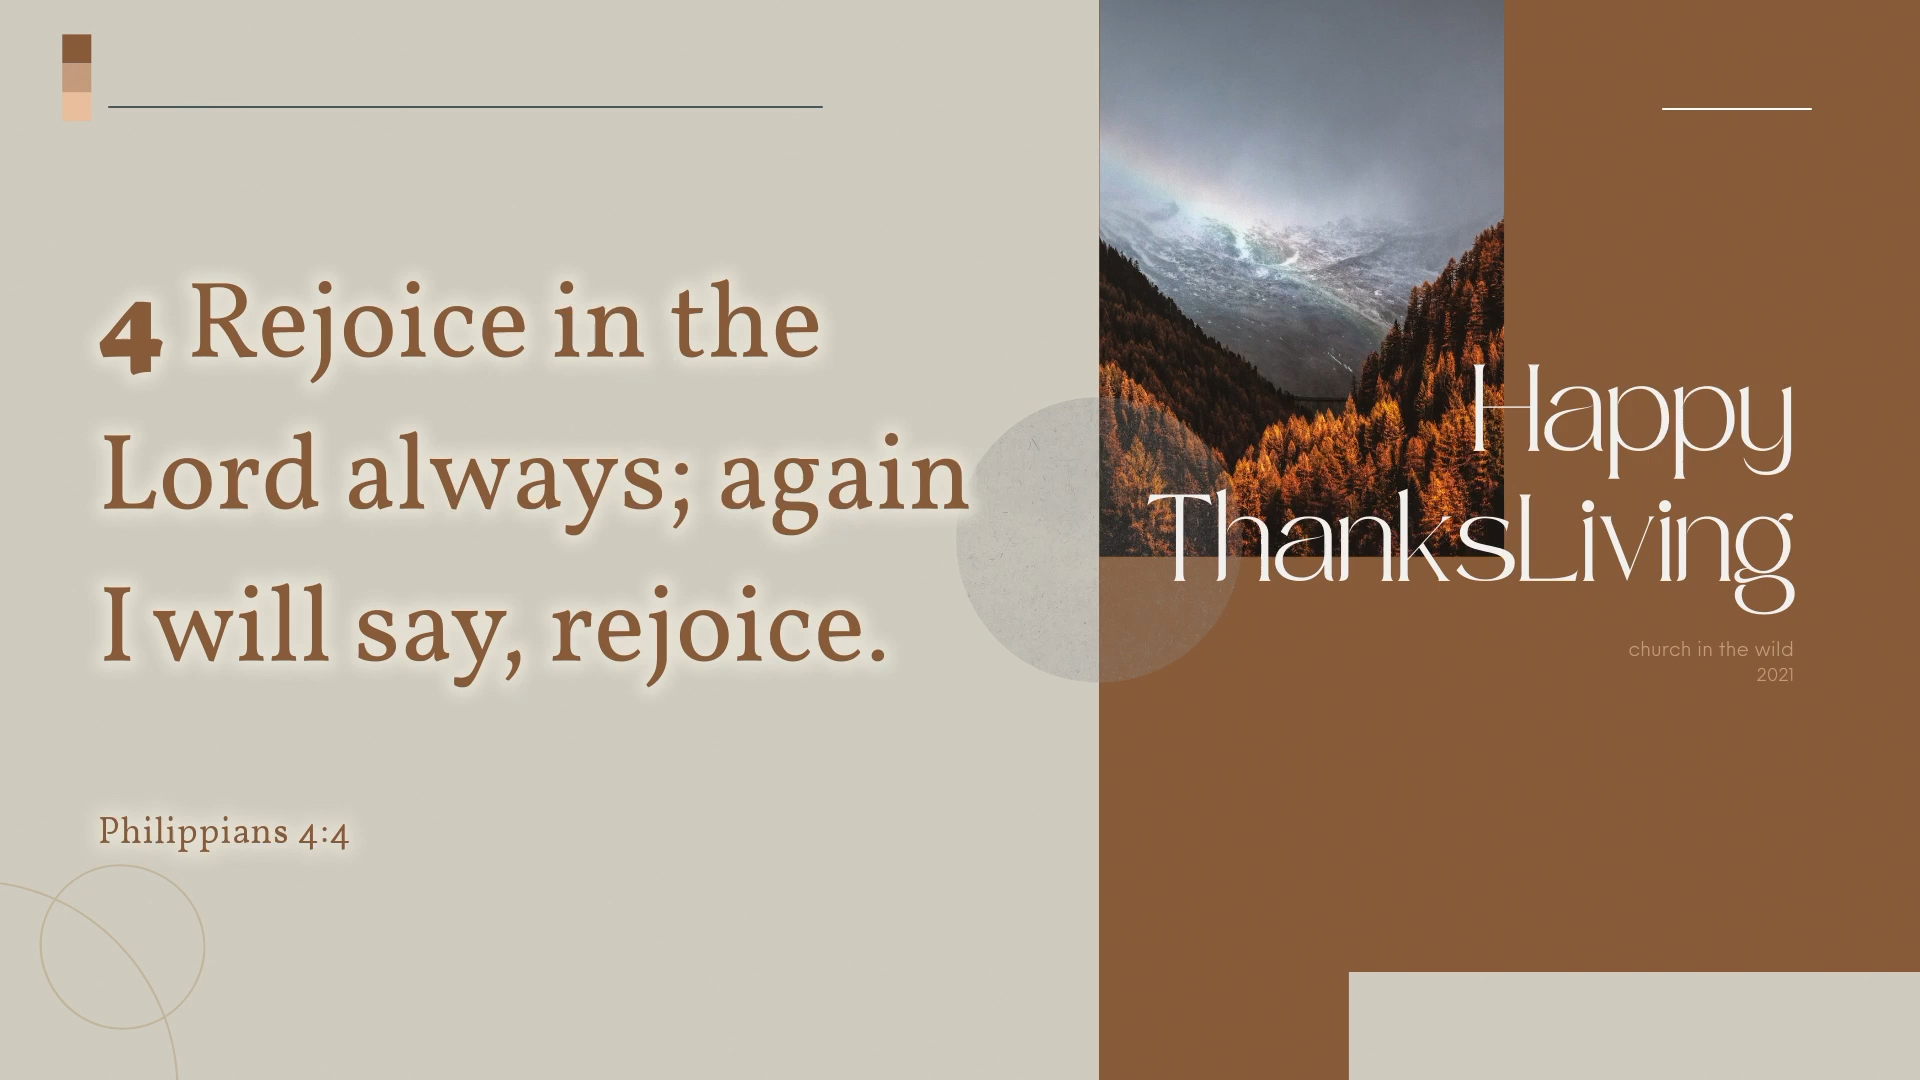 4 Rejoice in the
Lord always; again
I will say, rejoice.
Philippians 4:4
Happy
ThanksLiving
church in the wild
2021